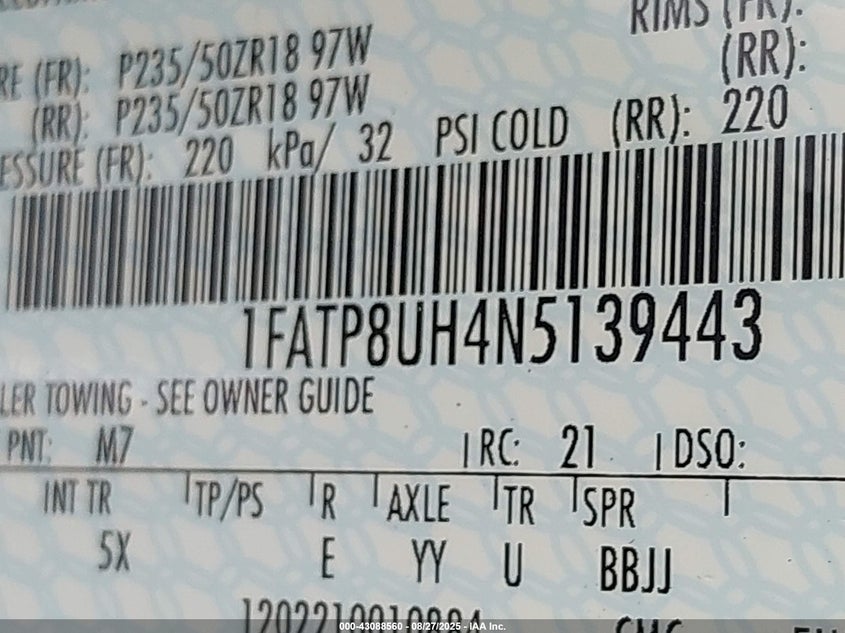 RIMS (FR):
RE (FR): P235/50ZR18 97W (RR):
(RR): P235/50ZR18 97W
ESSURE (FR): 220 kPa/ 32 PSI COLD (RR): 220
1FATP8UH4N5139443
LER TOWING - SEE OWNER GUIDE
PNT: M7 RC: 21 DSO:
INT TR TP/PS R AXLE TR SPR
5X E YY U BBJJ
000-43088560 - 08/27/2025 - IAA Inc.